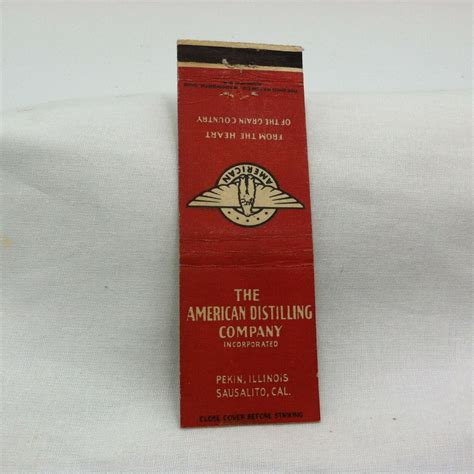 THE
AMERICAN DISTILLING
COMPANY
INCORPORATED
PEKIN, ILLINOIS
SAUSALITO, CAL.
CLOSE COVER BEFORE STRIKING
AMERICAN
FROM THE HEART
OF THE GRAIN COUNTRY